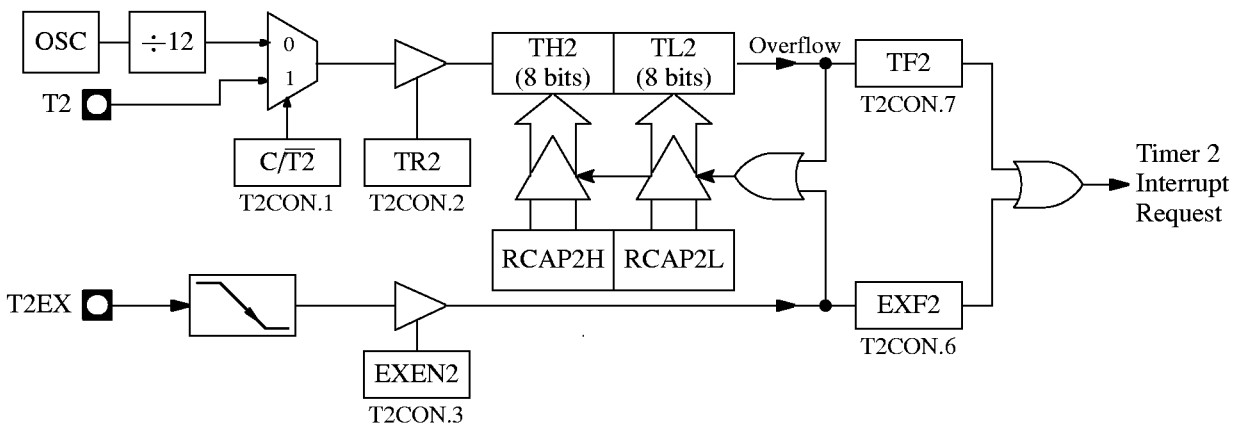 OSC
÷12
0
1
T2
C/T2̅
T2CON.1
TR2
T2CON.2
TH2
(8 bits)
TL2
(8 bits)
Overflow
TF2
T2CON.7
RCAP2H
RCAP2L
Timer 2
Interrupt
Request
T2EX
EXEN2
T2CON.3
EXF2
T2CON.6